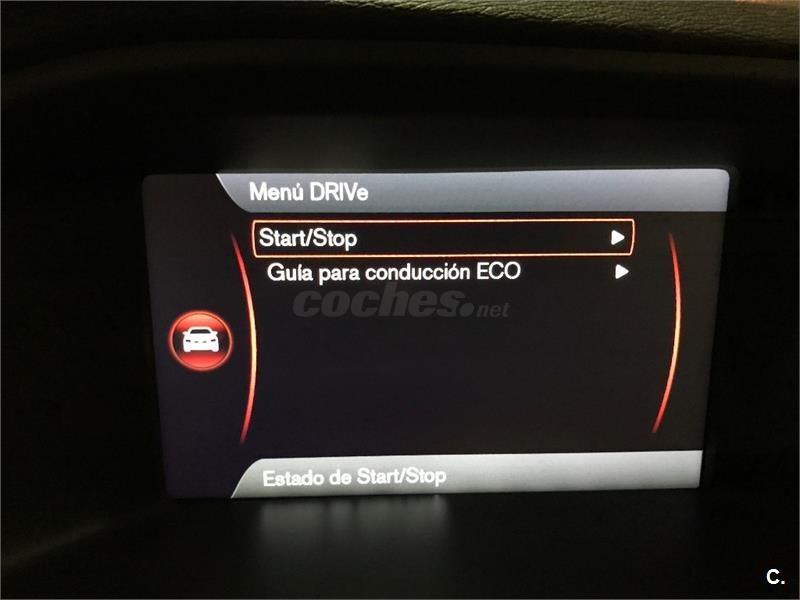 Menú DRIVe
Start/Stop
Guía para conducción ECO
coches.net
Estado de Start/Stop
C.